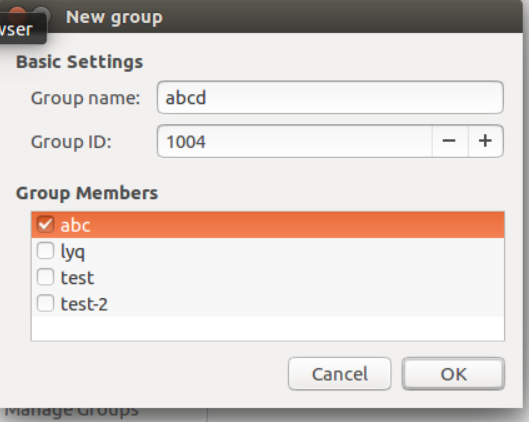 New group
wser
Basic Settings
Group name: abcd
Group ID: 1004 − +
Group Members
abc
lyq
test
test-2
Cancel OK
Manage Groups